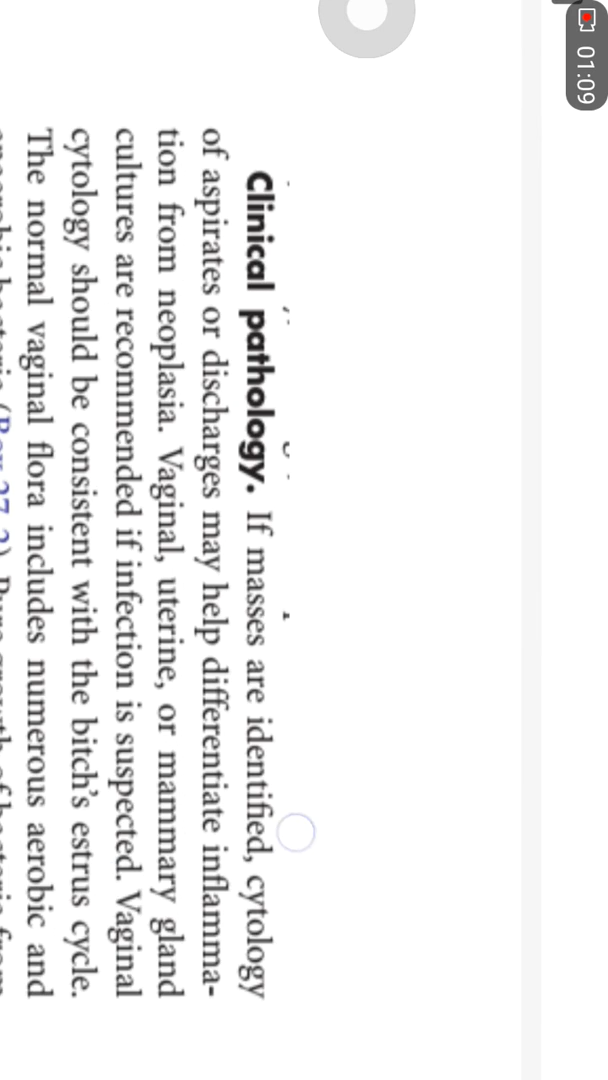 01:09
Clinical pathology. If masses are identified, cytology
of aspirates or discharges may help differentiate inflamma-
tion from neoplasia. Vaginal, uterine, or mammary gland
cultures are recommended if infection is suspected. Vaginal
cytology should be consistent with the bitch’s estrus cycle.
The normal vaginal flora includes numerous aerobic and